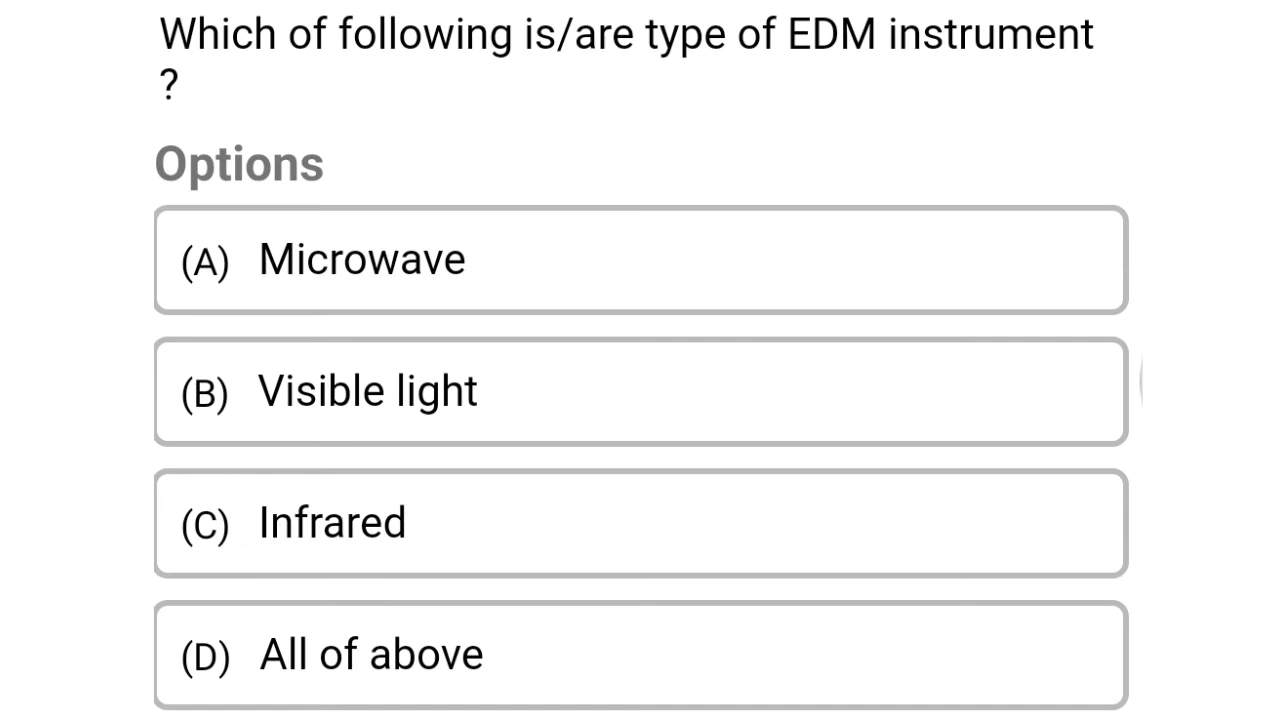 Which of following is/are type of EDM instrument
?
Options
(A) Microwave
(B) Visible light
(C) Infrared
(D) All of above